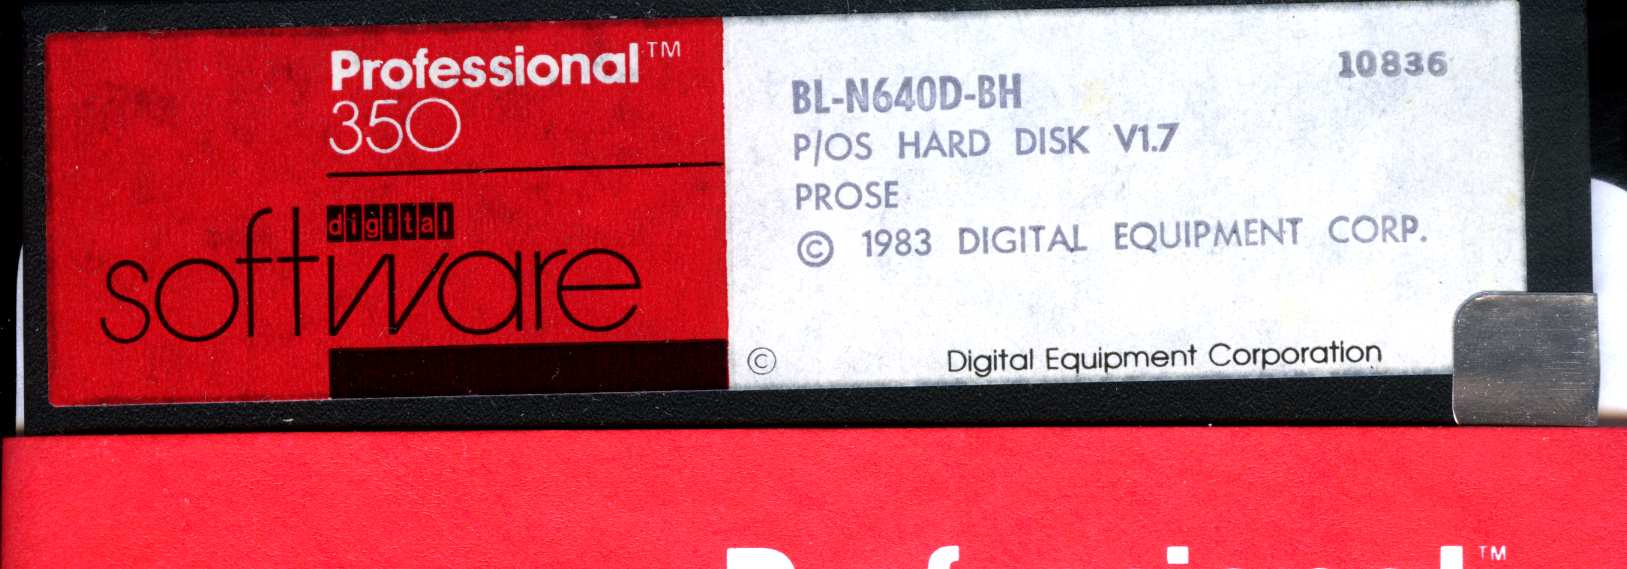 Professional™
350
digital
software
10836
BL-N640D-BH
P/OS HARD DISK V1.7
PROSE
© 1983 DIGITAL EQUIPMENT CORP.
© Digital Equipment Corporation
Professional™